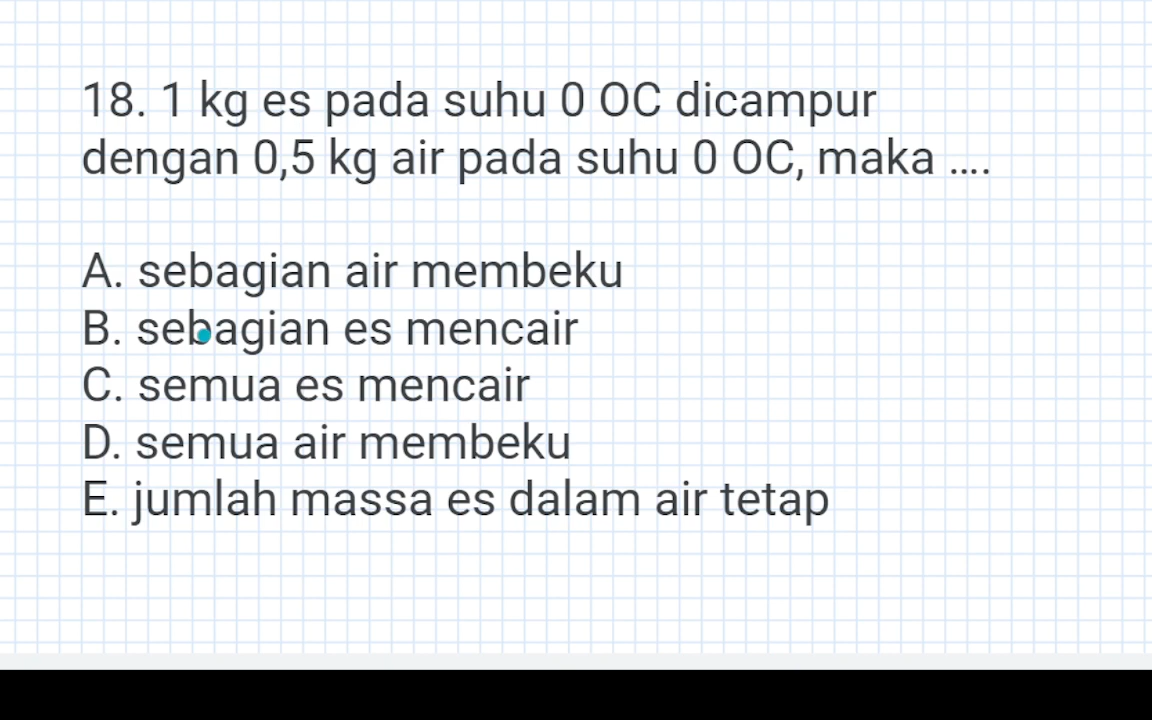 18. 1 kg es pada suhu 0 OC dicampur
dengan 0,5 kg air pada suhu 0 OC, maka ....
A. sebagian air membeku
B. sebagian es mencair
C. semua es mencair
D. semua air membeku
E. jumlah massa es dalam air tetap